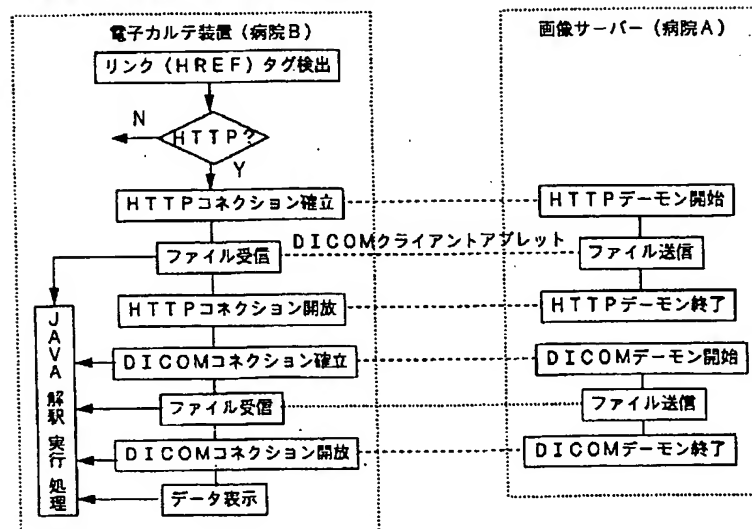 電子カルテ装置(病院B)
リンク(HREF)タグ検出
N
HTTP?
Y
HTTPコネクション確立
ファイル受信
HTTPコネクション開放
DICOMコネクション確立
ファイル受信
DICOMコネクション開放
データ表示
JAVA解釈実行処理
DICOMクライアントアプレット
画像サーバー(病院A)
HTTPデーモン開始
ファイル送信
HTTPデーモン終了
DICOMデーモン開始
ファイル送信
DICOMデーモン終了